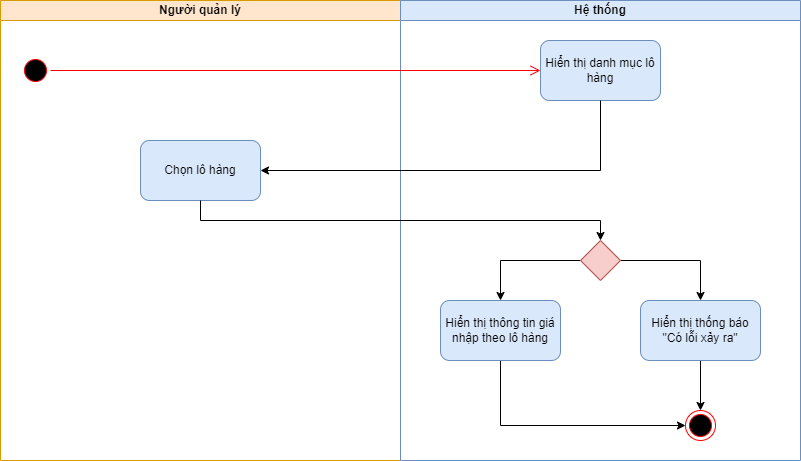 Người quản lý
Hệ thống
Hiển thị danh mục lô
hàng
Chọn lô hàng
Hiển thị thông tin giá
nhập theo lô hàng
Hiển thị thống báo
"Có lỗi xảy ra"